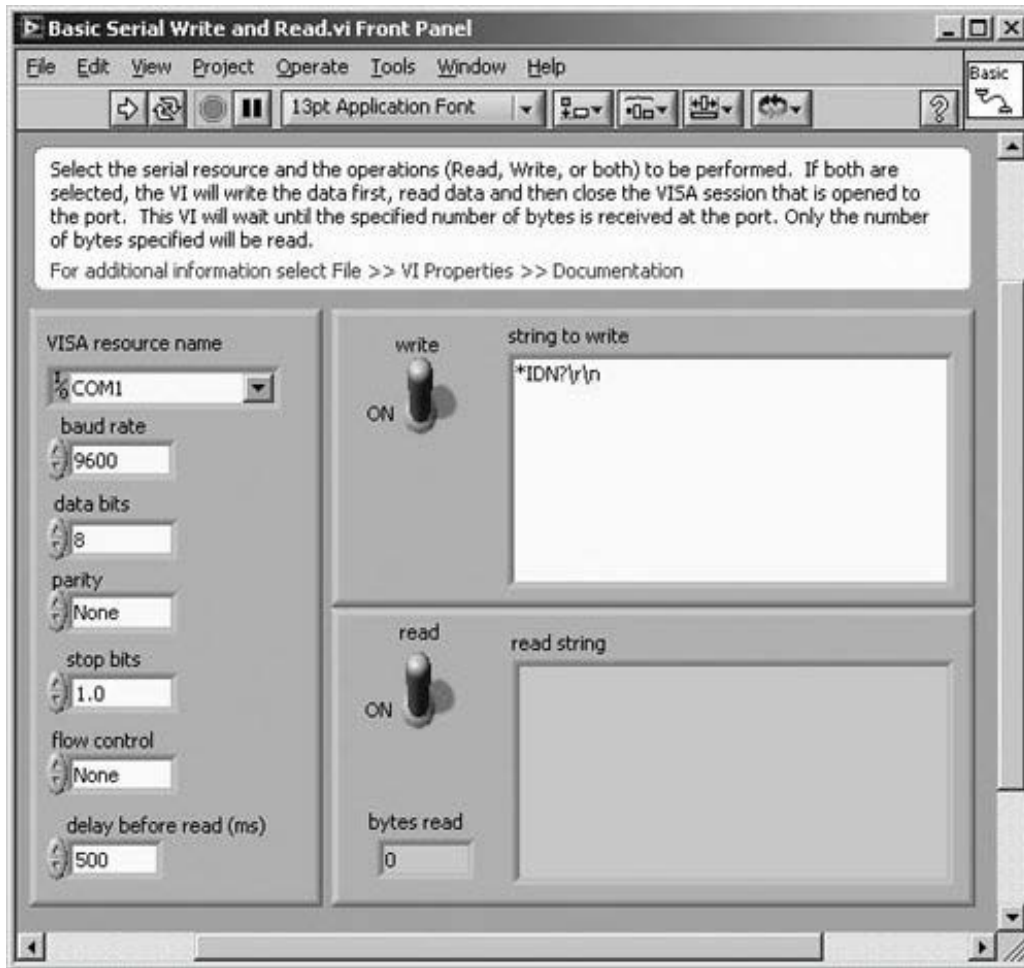 Basic Serial Write and Read.vi Front Panel
File Edit View Project Operate Tools Window Help
Basic
13pt Application Font
Select the serial resource and the operations (Read, Write, or both) to be performed. If both are
selected, the VI will write the data first, read data and then close the VISA session that is opened to
the port. This VI will wait until the specified number of bytes is received at the port. Only the number
of bytes specified will be read.
For additional information select File >> VI Properties >> Documentation
VISA resource name
I/O COM1
baud rate
9600
data bits
8
parity
None
stop bits
1.0
flow control
None
delay before read (ms)
500
write
ON
string to write
*IDN?\r\n
read
ON
read string
bytes read
0